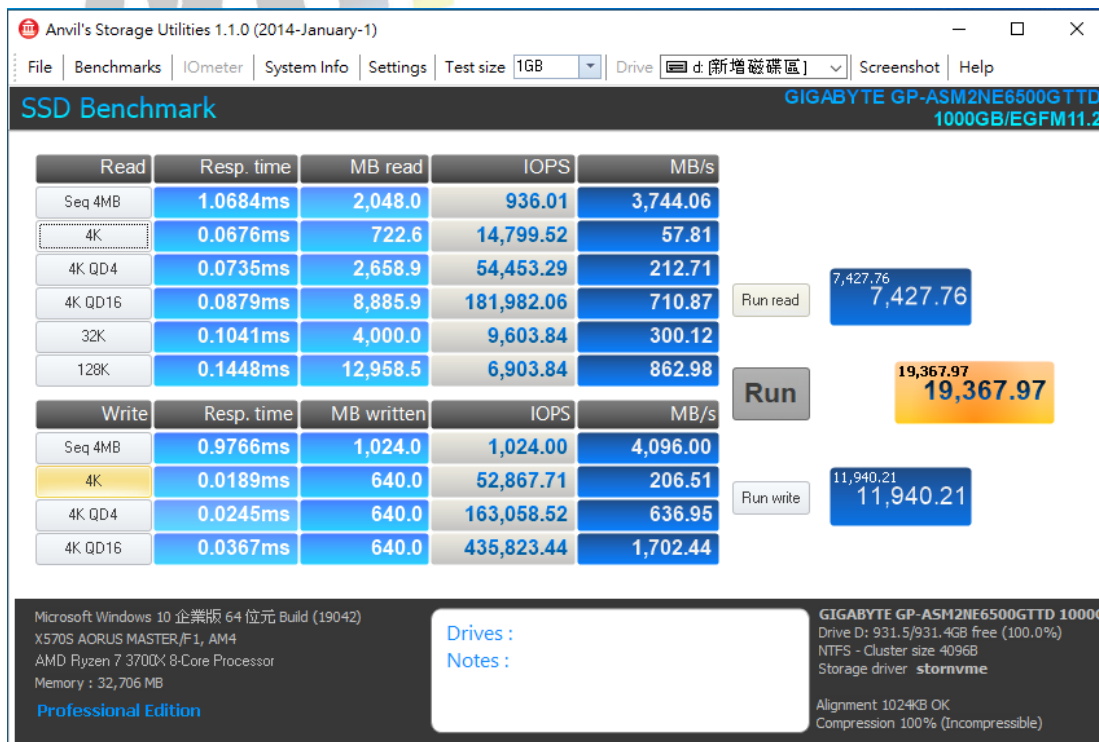 Anvil's Storage Utilities 1.1.0 (2014-January-1)
File Benchmarks IOmeter System Info Settings Test size 1GB Drive d: [新增磁碟區] Screenshot Help
SSD Benchmark
GIGABYTE GP-ASM2NE6500GTTD
1000GB/EGFM11.2
Read Resp. time MB read IOPS MB/s
Seq 4MB 1.0684ms 2,048.0 936.01 3,744.06
4K 0.0676ms 722.6 14,799.52 57.81
4K QD4 0.0735ms 2,658.9 54,453.29 212.71
4K QD16 0.0879ms 8,885.9 181,982.06 710.87
32K 0.1041ms 4,000.0 9,603.84 300.12
128K 0.1448ms 12,958.5 6,903.84 862.98
Run read
7,427.76
7,427.76
Run
19,367.97
19,367.97
Write Resp. time MB written IOPS MB/s
Seq 4MB 0.9766ms 1,024.0 1,024.00 4,096.00
4K 0.0189ms 640.0 52,867.71 206.51
4K QD4 0.0245ms 640.0 163,058.52 636.95
4K QD16 0.0367ms 640.0 435,823.44 1,702.44
Run write
11,940.21
11,940.21
Microsoft Windows 10 企業版 64 位元 Build (19042)
X570S AORUS MASTER/F1, AM4
AMD Ryzen 7 3700X 8-Core Processor
Memory : 32,706 MB
Professional Edition
Drives :
Notes :
GIGABYTE GP-ASM2NE6500GTTD 1000G
Drive D: 931.5/931.4GB free (100.0%)
NTFS - Cluster size 4096B
Storage driver stornvme
Alignment 1024KB OK
Compression 100% (Incompressible)